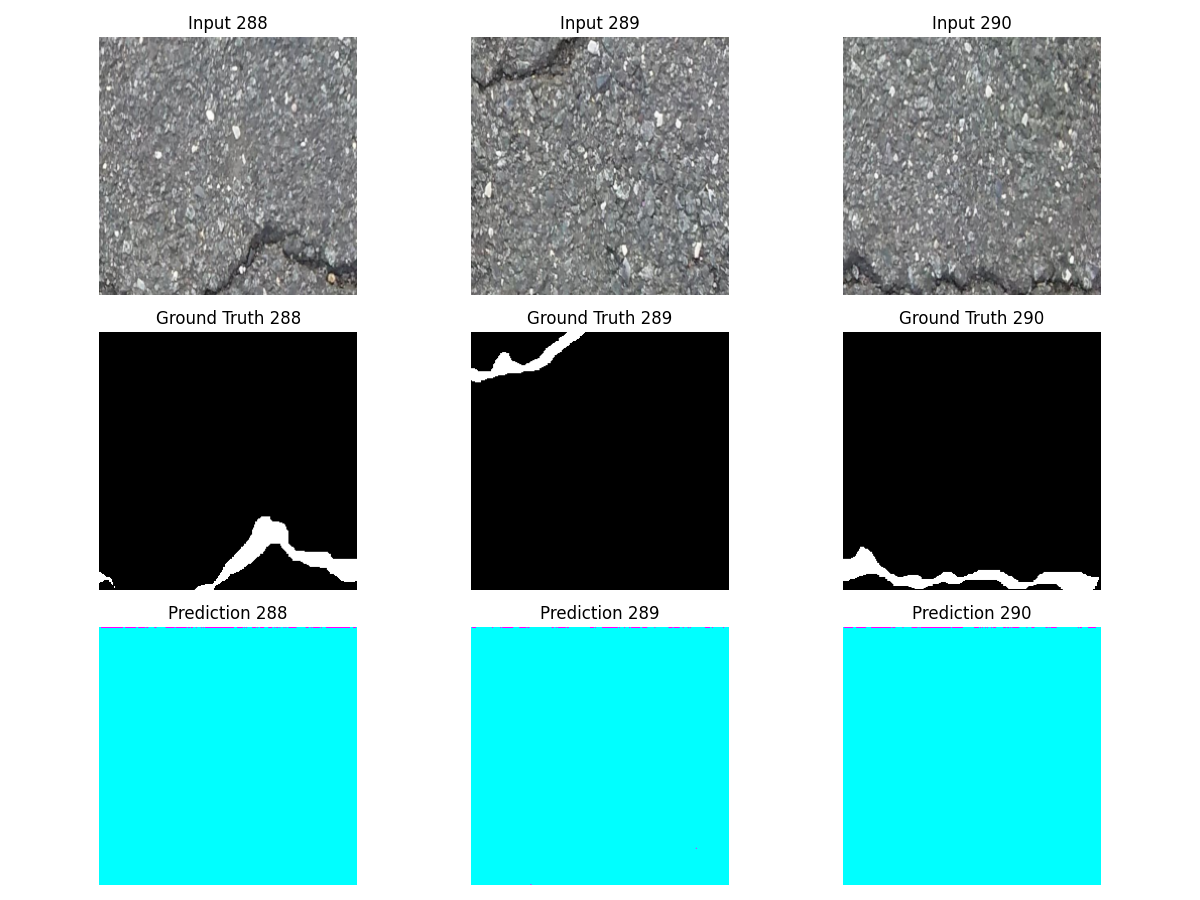 Input 288
Input 289
Input 290
Ground Truth 288
Ground Truth 289
Ground Truth 290
Prediction 288
Prediction 289
Prediction 290